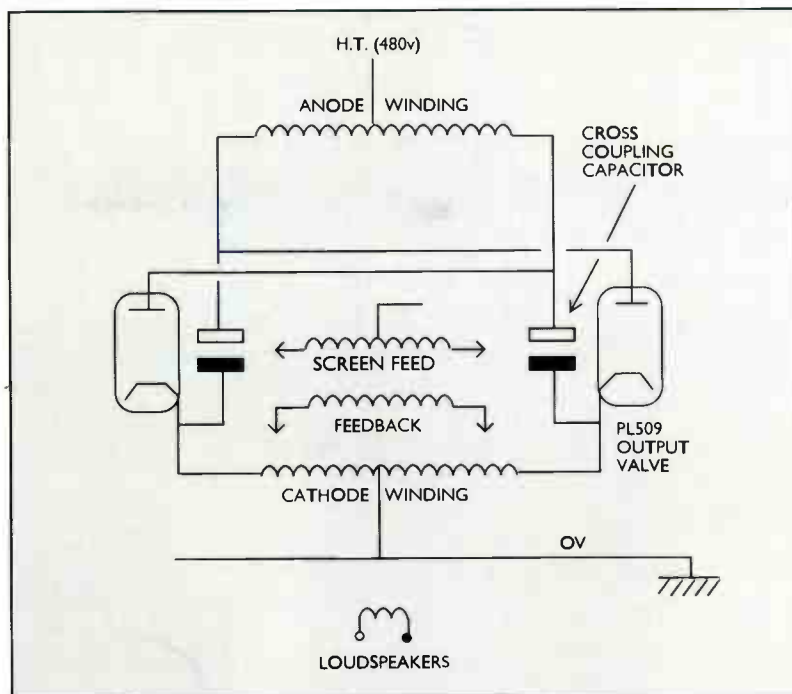 H.T. (480v)
ANODE WINDING
CROSS
COUPLING
CAPACITOR
SCREEN FEED
FEEDBACK
PL509
OUTPUT
VALVE
CATHODE WINDING
OV
LOUDSPEAKERS